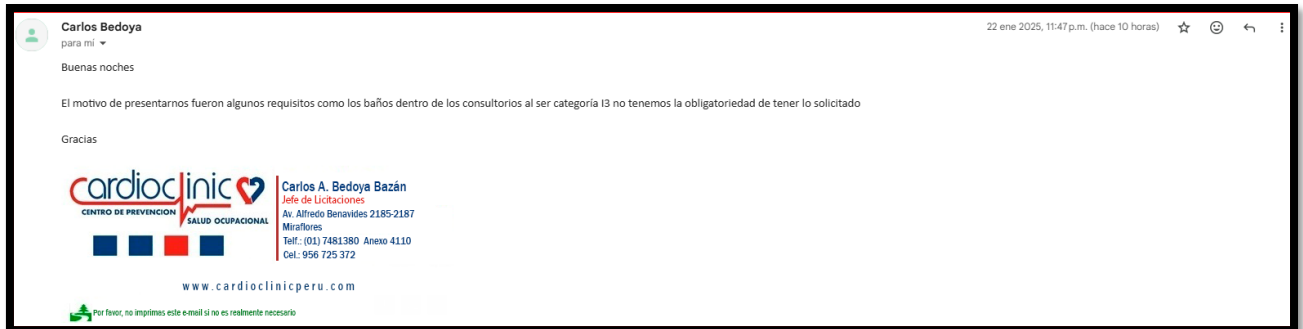 Carlos Bedoya
22 ene 2025, 11:47 p.m. (hace 10 horas)
para mí
Buenas noches
El motivo de presentarnos fueron algunos requisitos como los baños dentro de los consultorios al ser categoría I3 no tenemos la obligatoriedad de tener lo solicitado
Gracias
cardioclinic
CENTRO DE PREVENCION
SALUD OCUPACIONAL
Carlos A. Bedoya Bazán
Jefe de Licitaciones
Av. Alfredo Benavides 2185-2187
Miraflores
Telf.: (01) 7481380 Anexo 4110
Cel.: 956 725 372
www.cardioclinicperu.com
Por favor, no imprimas este e-mail si no es realmente necesario